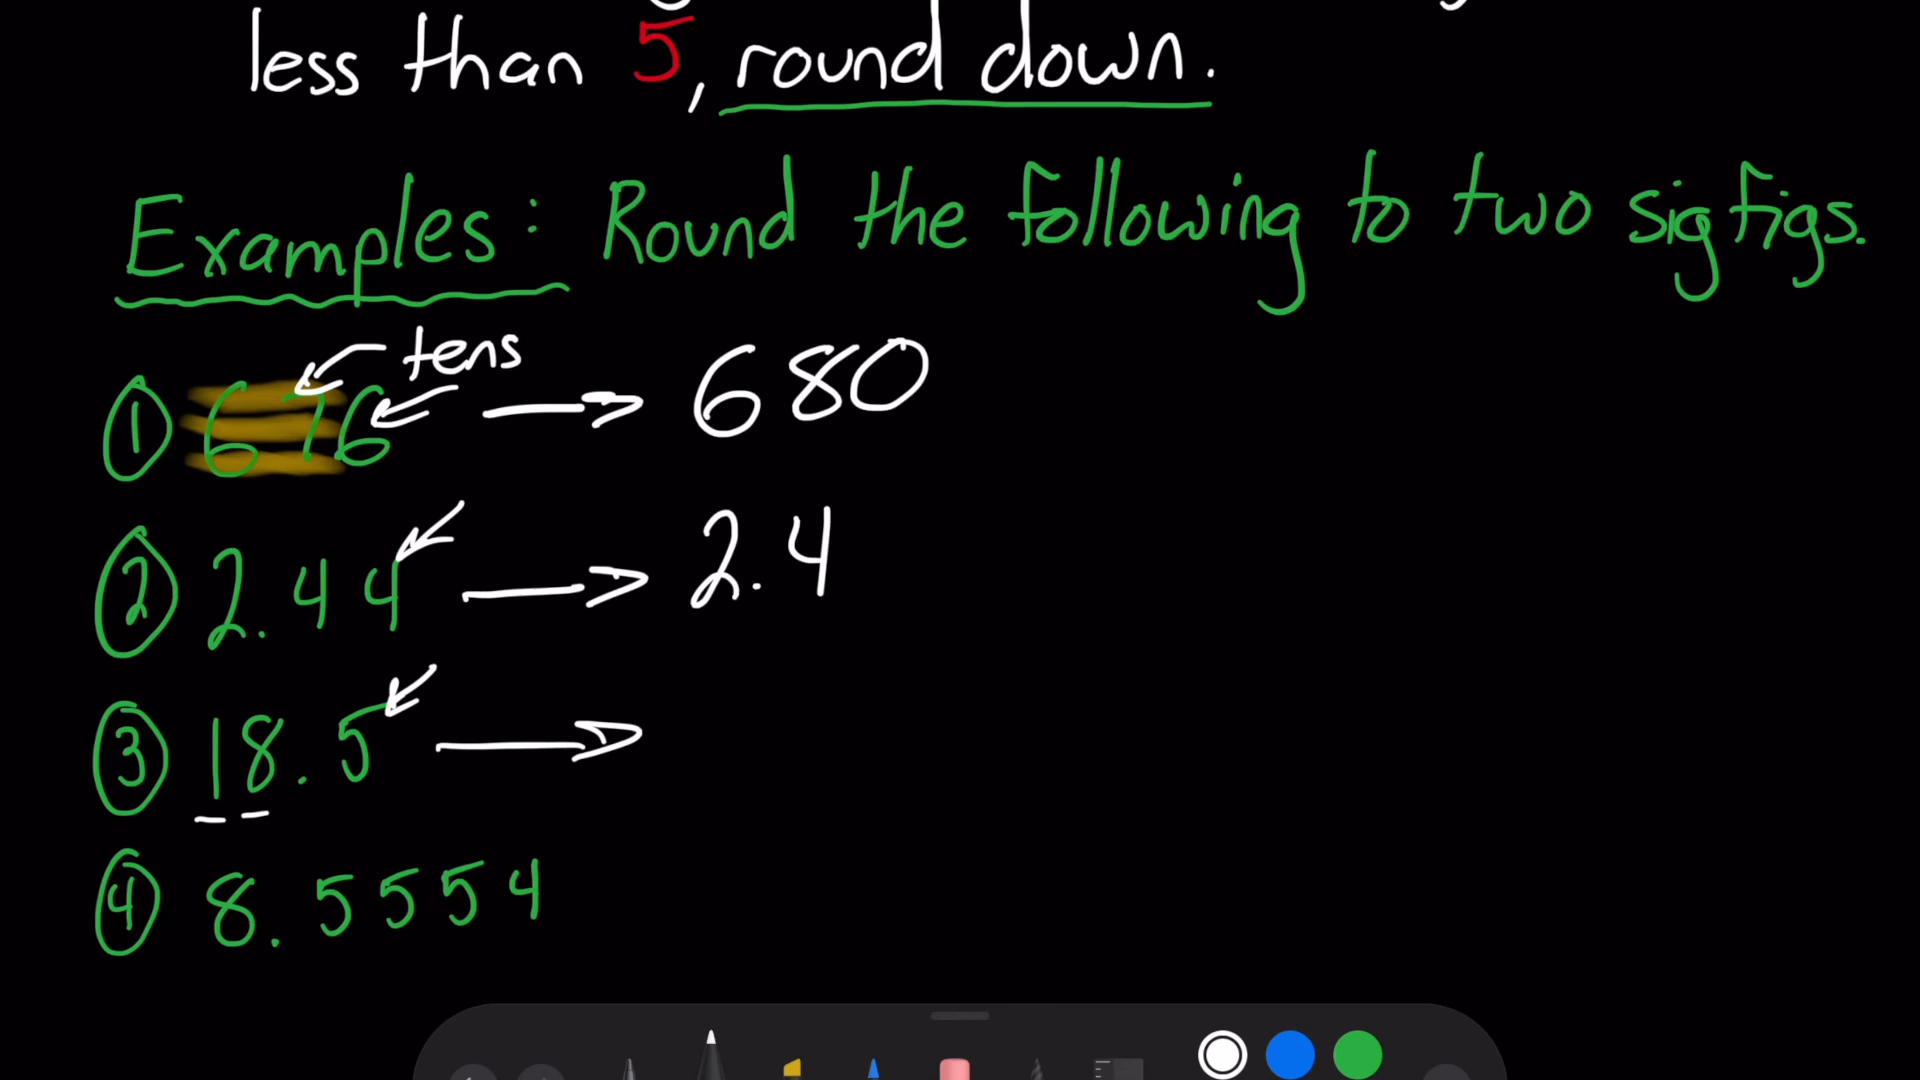 less than 5, round down.
Examples: Round the following to two sig figs.
tens
① 676 → 680
② 2.44 → 2.4
③ 18.5 →
④ 8.5554